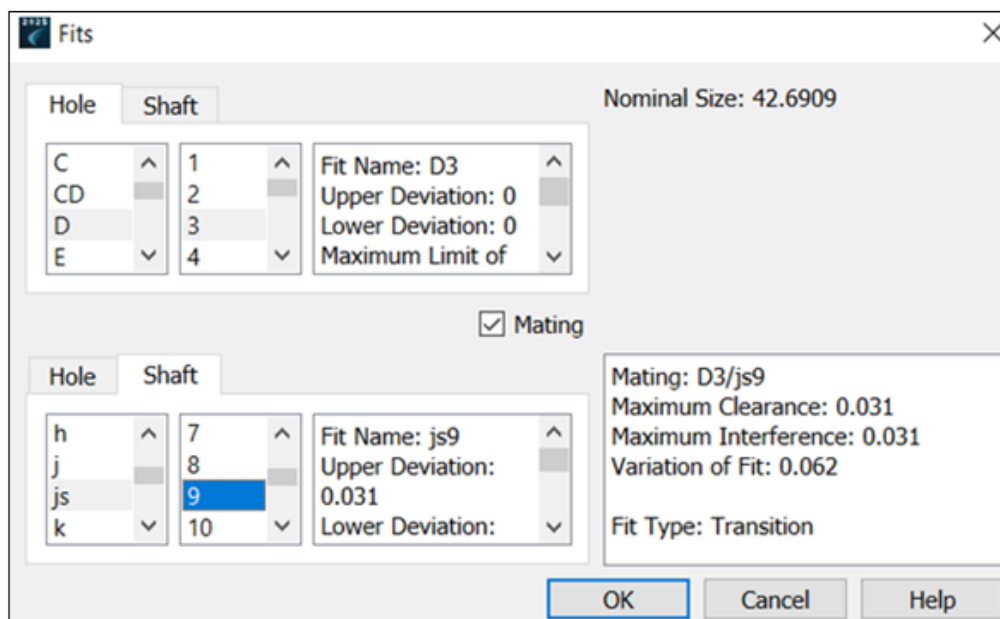 2025
Fits
Hole Shaft
Nominal Size: 42.6909
C
CD
D
E
1
2
3
4
Fit Name: D3
Upper Deviation: 0
Lower Deviation: 0
Maximum Limit of
Mating
Hole Shaft
h
j
js
k
7
8
9
10
Fit Name: js9
Upper Deviation:
0.031
Lower Deviation:
Mating: D3/js9
Maximum Clearance: 0.031
Maximum Interference: 0.031
Variation of Fit: 0.062
Fit Type: Transition
OK Cancel Help